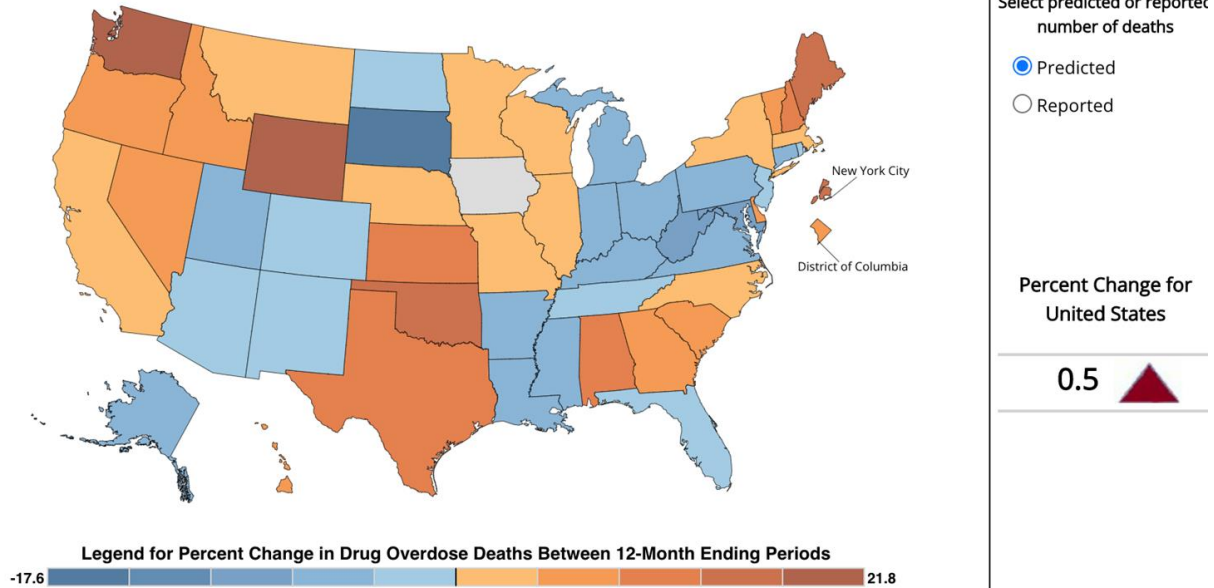 Select predicted or reported
number of deaths
Predicted
Reported
New York City
District of Columbia
Percent Change for
United States
0.5
Legend for Percent Change in Drug Overdose Deaths Between 12-Month Ending Periods
-17.6 21.8